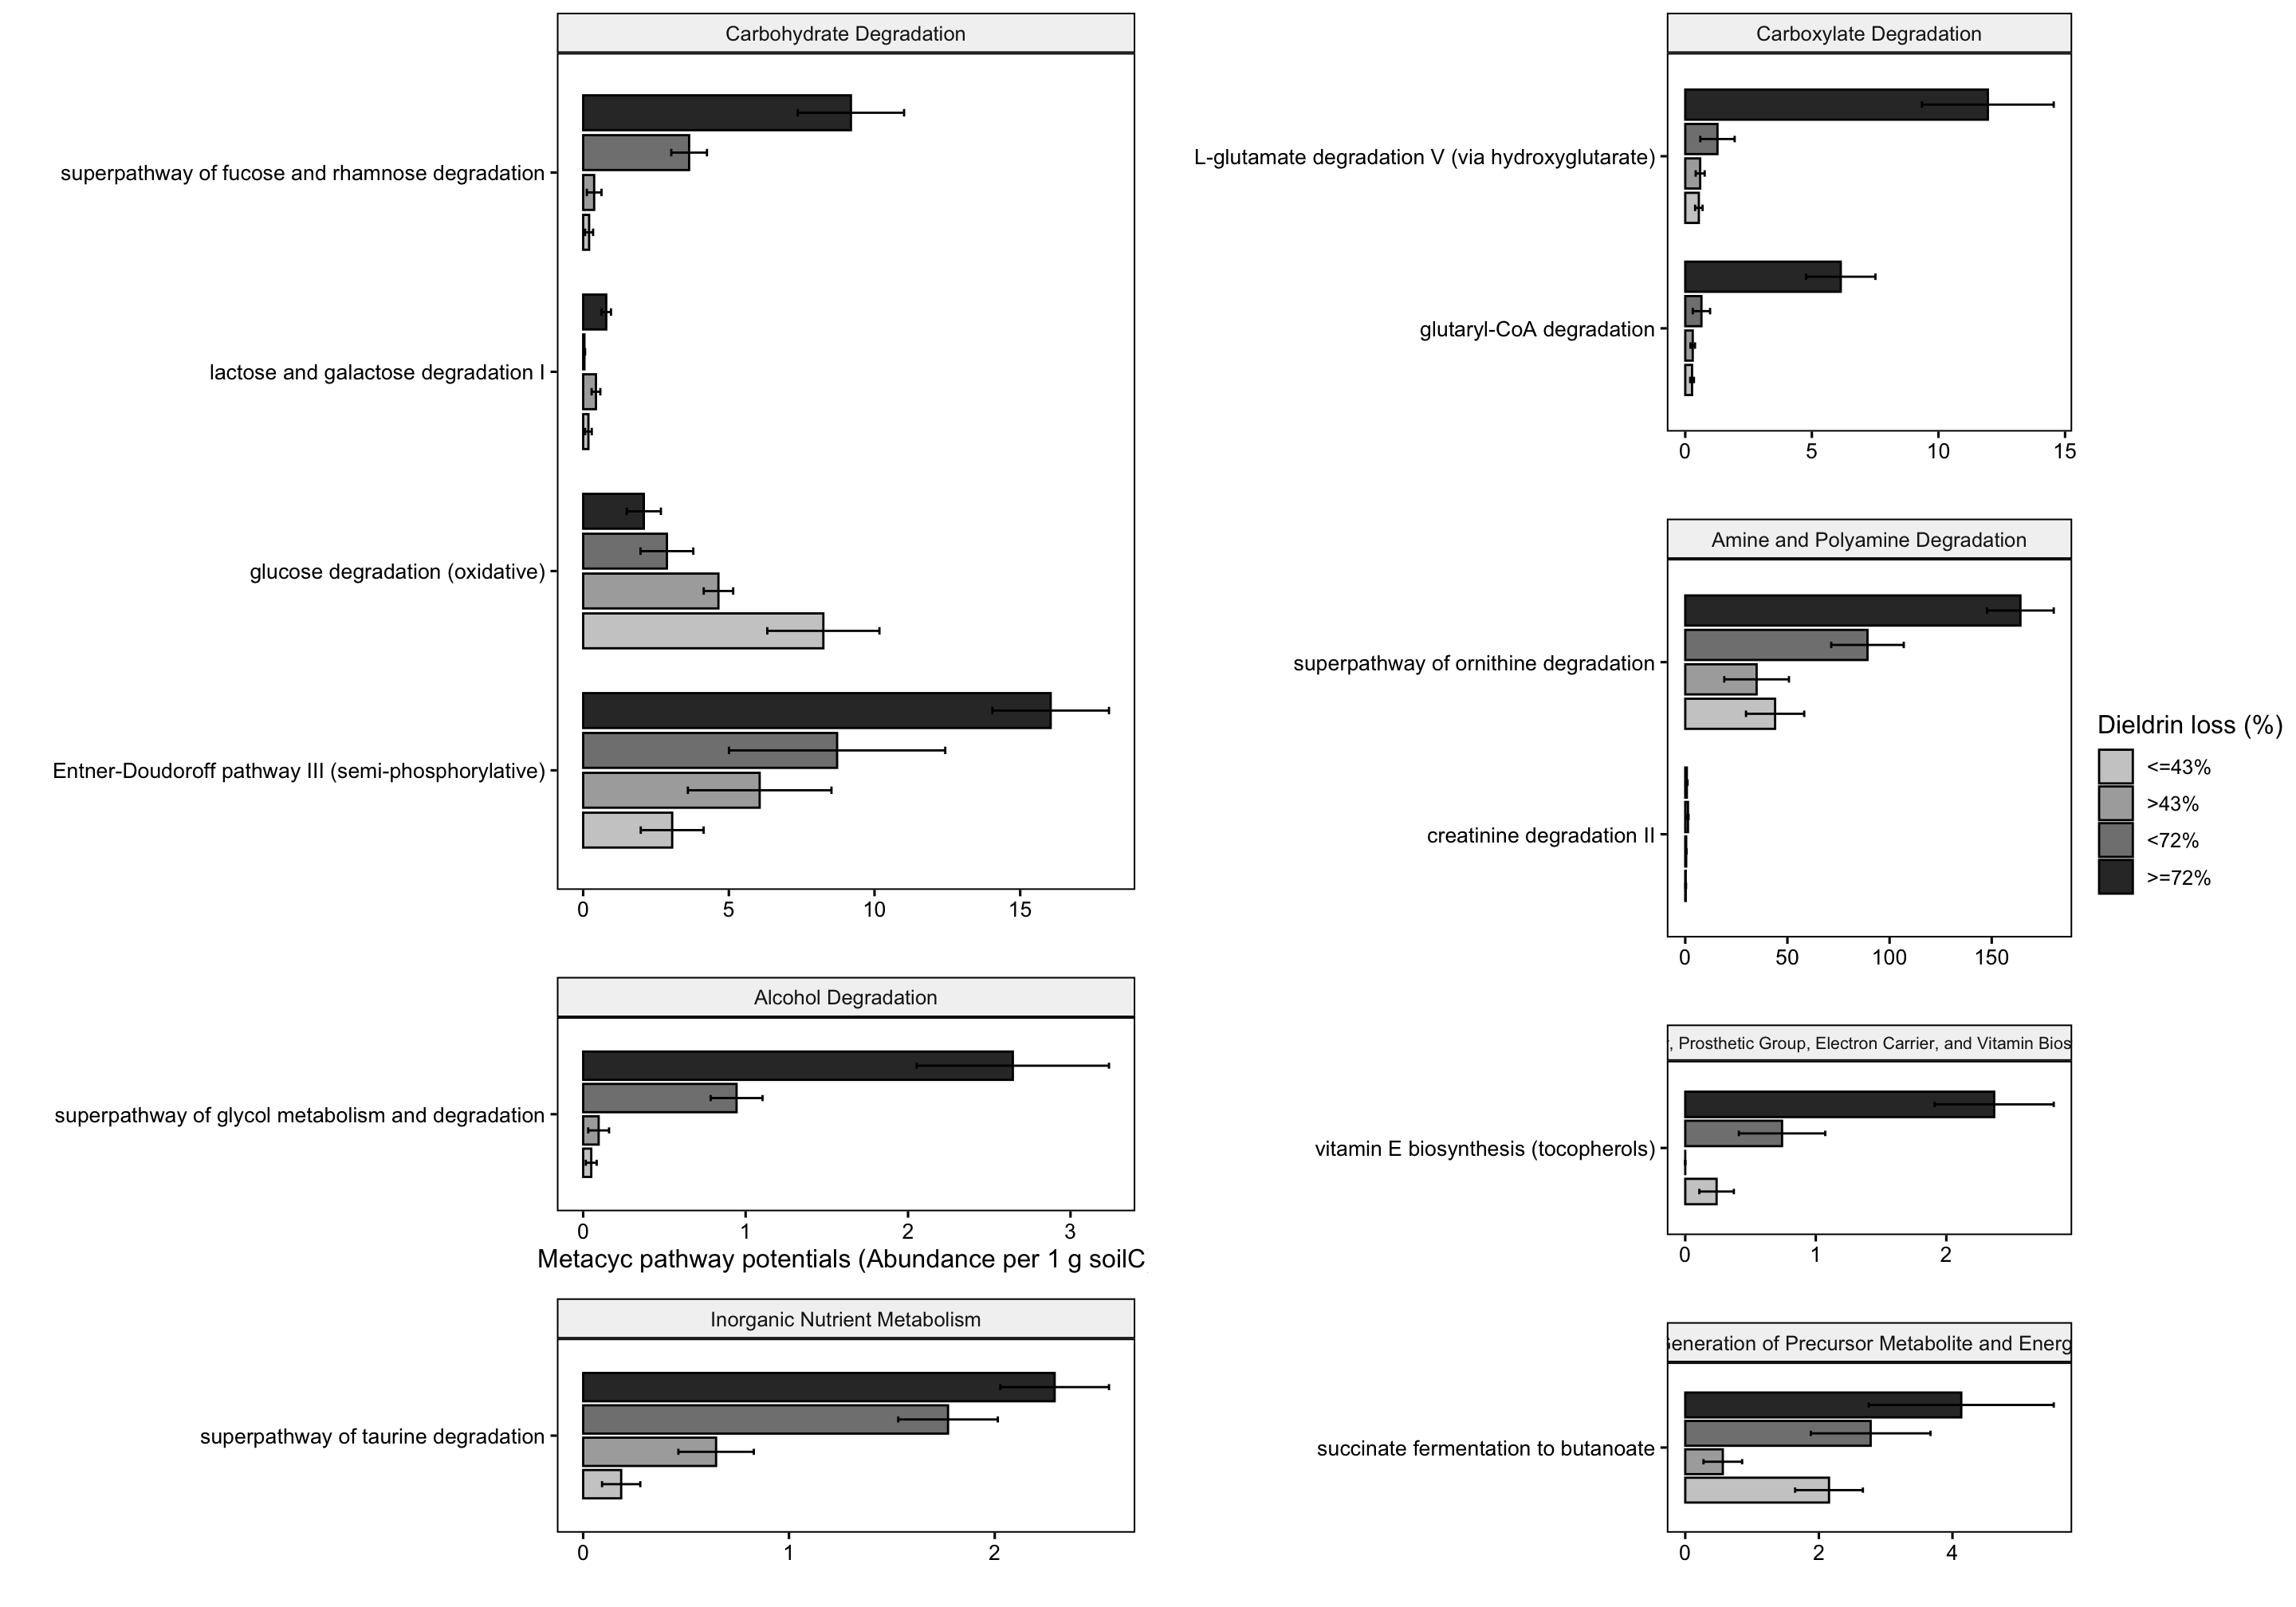 Carbohydrate Degradation
superpathway of fucose and rhamnose degradation
lactose and galactose degradation I
glucose degradation (oxidative)
Entner-Doudoroff pathway III (semi-phosphorylative)
0 5 10 15
Alcohol Degradation
superpathway of glycol metabolism and degradation
0 1 2 3
Metacyc pathway potentials (Abundance per 1 g soilC
Inorganic Nutrient Metabolism
superpathway of taurine degradation
0 1 2
Carboxylate Degradation
L-glutamate degradation V (via hydroxyglutarate)
glutaryl-CoA degradation
0 5 10 15
Amine and Polyamine Degradation
superpathway of ornithine degradation
creatinine degradation II
0 50 100 150
, Prosthetic Group, Electron Carrier, and Vitamin Bios
vitamin E biosynthesis (tocopherols)
0 1 2
eneration of Precursor Metabolite and Energ
succinate fermentation to butanoate
0 2 4
Dieldrin loss (%)
<=43%
>43%
<72%
>=72%